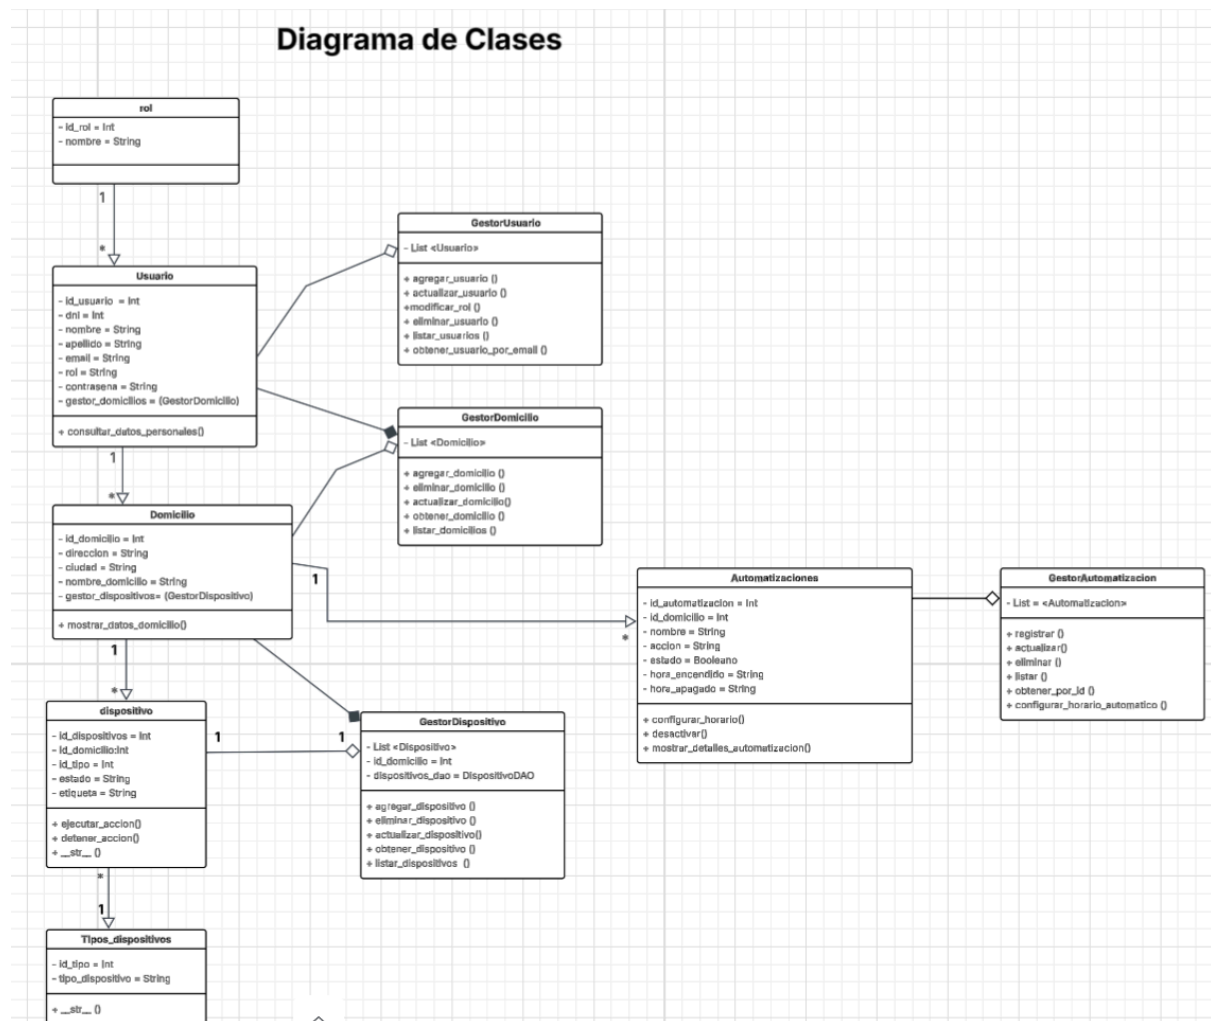 Diagrama de Clases
rol
- id_rol = Int
- nombre = String
1
*
Usuario
- id_usuario = Int
- dni = Int
- nombre = String
- apellido = String
- email = String
- rol = String
- contrasena = String
- gestor_domicilios = (GestorDomicilio)
+ consultar_datos_personales()
GestorUsuario
- List <Usuario>
+ agregar_usuario ()
+ actualizar_usuario ()
+modificar_rol ()
+ eliminar_usuario ()
+ listar_usuarios ()
+ obtener_usuario_por_email ()
GestorDomicilio
- List <Domicilio>
+ agregar_domicilio ()
+ eliminar_domicilio ()
+ actualizar_domicilio()
+ obtener_domicilio ()
+ listar_domicilios ()
1
*
Domicilio
- id_domicilio = Int
- direccion = String
- ciudad = String
- nombre_domicilio = String
- gestor_dispositivos= (GestorDispositivo)
+ mostrar_datos_domicilio()
1
*
Automatizaciones
- id_automatizacion = Int
- id_domicilio = Int
- nombre = String
- accion = String
- estado = Booleano
- hora_encendido = String
- hora_apagado = String
+ configurar_horario()
+ desactivar()
+ mostrar_detalles_automatizacion()
GestorAutomatizacion
- List = <Automatizacion>
+ registrar ()
+ actualizar()
+ eliminar ()
+ listar ()
+ obtener_por_id ()
+ configurar_horario_automatico ()
1
*
dispositivo
- id_dispositivos = Int
- id_domicilio:Int
- id_tipo = Int
- estado = String
- etiqueta = String
+ ejecutar_accion()
+ detener_accion()
+ __str__ ()
1
1
GestorDispositivo
- List <Dispositivo>
- id_domicilio = Int
- dispositivos_dao = DispositivoDAO
+ agregar_dispositivo ()
+ eliminar_dispositivo ()
+ actualizar_dispositivo()
+ obtener_dispositivo ()
+ listar_dispositivos ()
*
1
Tipos_dispositivos
- id_tipo = Int
- tipo_dispositivo = String
+ __str__ ()